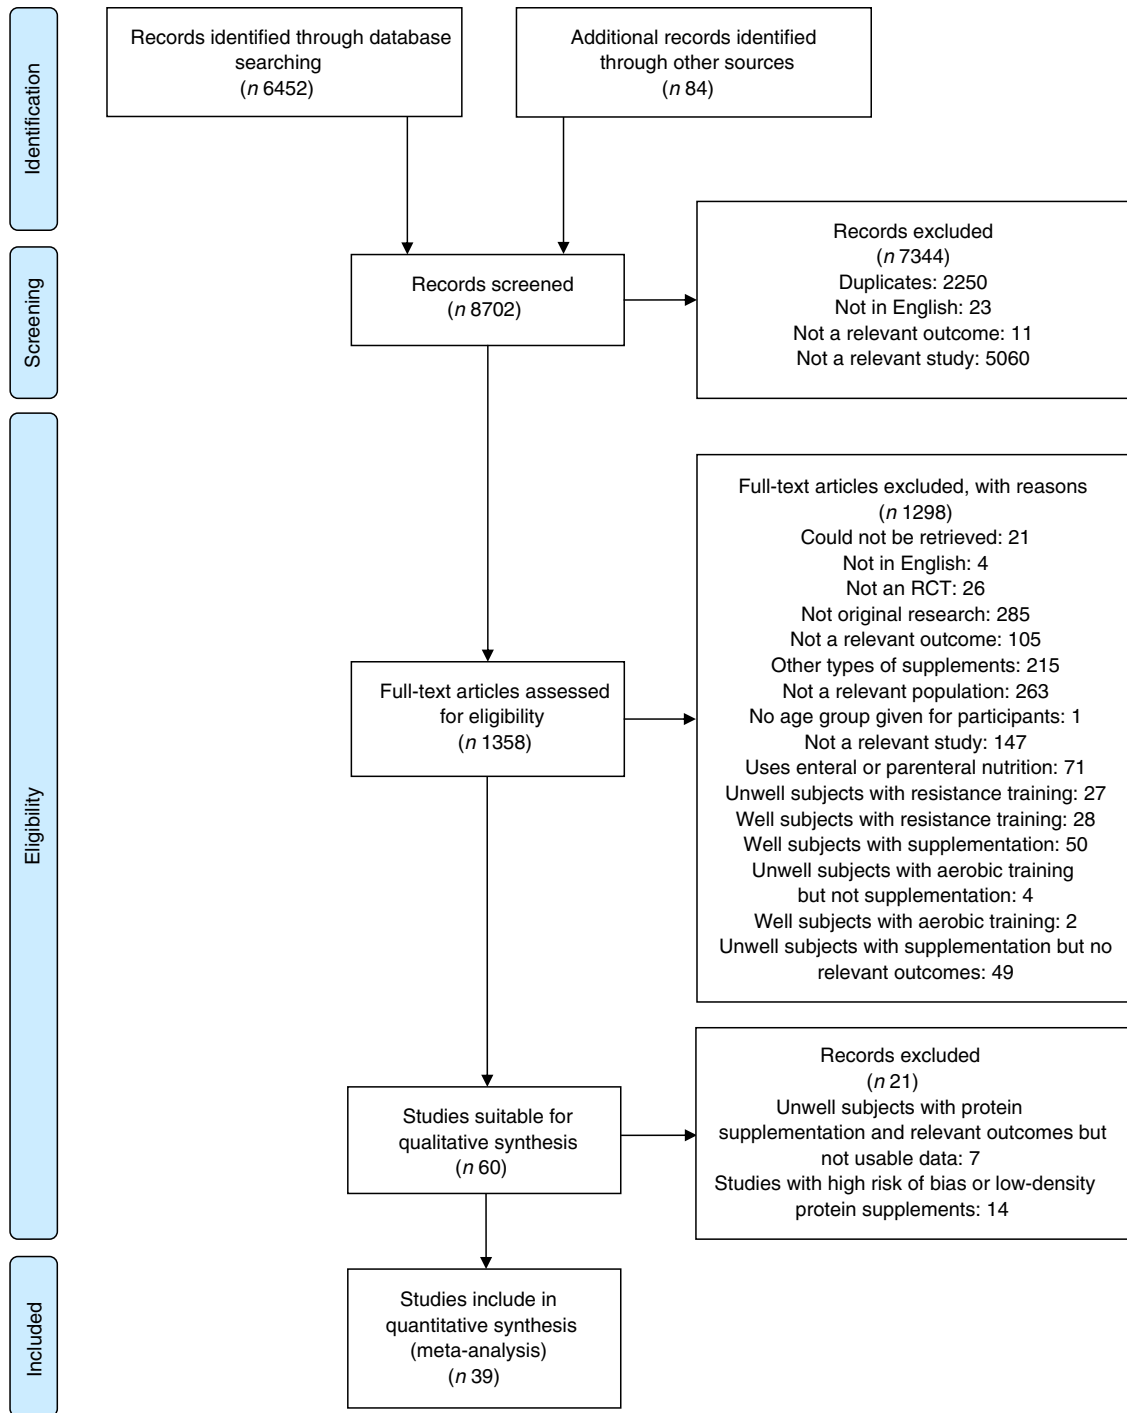 Identification
Records identified through database
searching
(n 6452)
Additional records identified
through other sources
(n 84)
Screening
Records screened
(n 8702)
Records excluded
(n 7344)
Duplicates: 2250
Not in English: 23
Not a relevant outcome: 11
Not a relevant study: 5060
Eligibility
Full-text articles assessed
for eligibility
(n 1358)
Full-text articles excluded, with reasons
(n 1298)
Could not be retrieved: 21
Not in English: 4
Not an RCT: 26
Not original research: 285
Not a relevant outcome: 105
Other types of supplements: 215
Not a relevant population: 263
No age group given for participants: 1
Not a relevant study: 147
Uses enteral or parenteral nutrition: 71
Unwell subjects with resistance training: 27
Well subjects with resistance training: 28
Well subjects with supplementation: 50
Unwell subjects with aerobic training
but not supplementation: 4
Well subjects with aerobic training: 2
Unwell subjects with supplementation but no
relevant outcomes: 49
Studies suitable for
qualitative synthesis
(n 60)
Records excluded
(n 21)
Unwell subjects with protein
supplementation and relevant outcomes but
not usable data: 7
Studies with high risk of bias or low-density
protein supplements: 14
Included
Studies include in
quantitative synthesis
(meta-analysis)
(n 39)